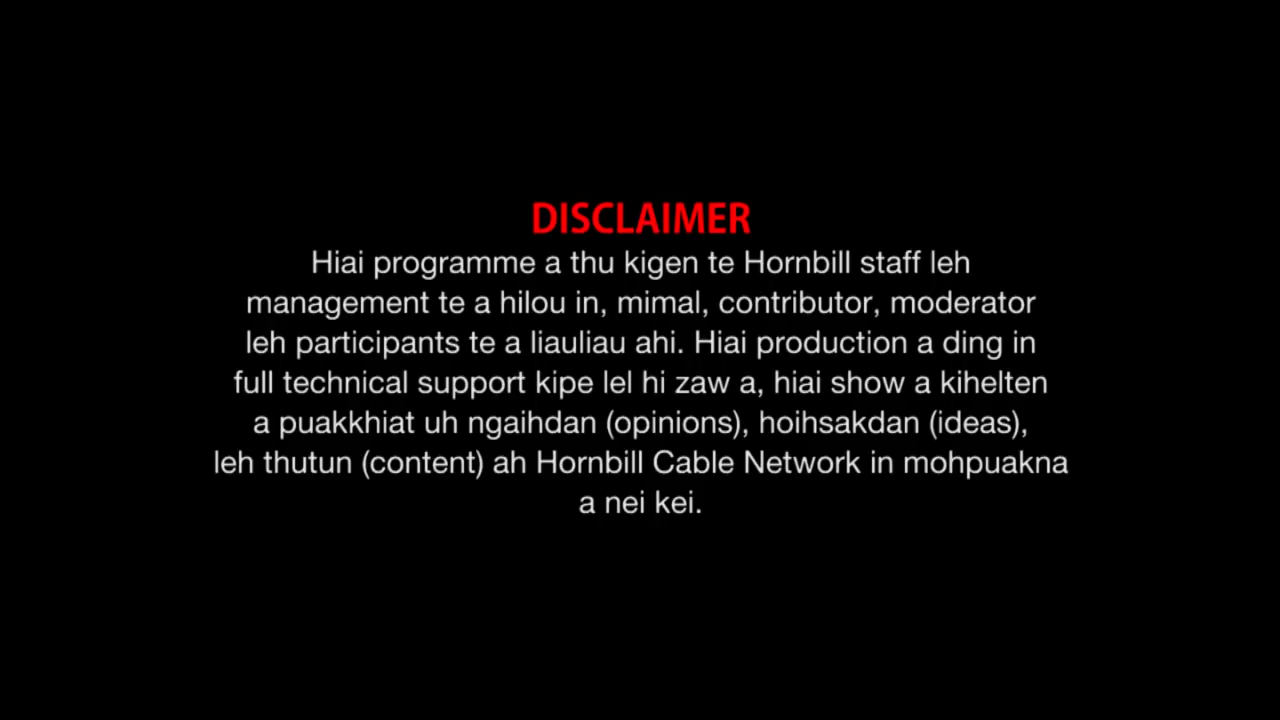 DISCLAIMER
Hiai programme a thu kigen te Hornbill staff leh
management te a hilou in, mimal, contributor, moderator
leh participants te a liauliau ahi. Hiai production a ding in
full technical support kipe lel hi zaw a, hiai show a kihelten
a puakkhiat uh ngaihdan (opinions), hoihsakdan (ideas),
leh thutun (content) ah Hornbill Cable Network in mohpuakna
a nei kei.